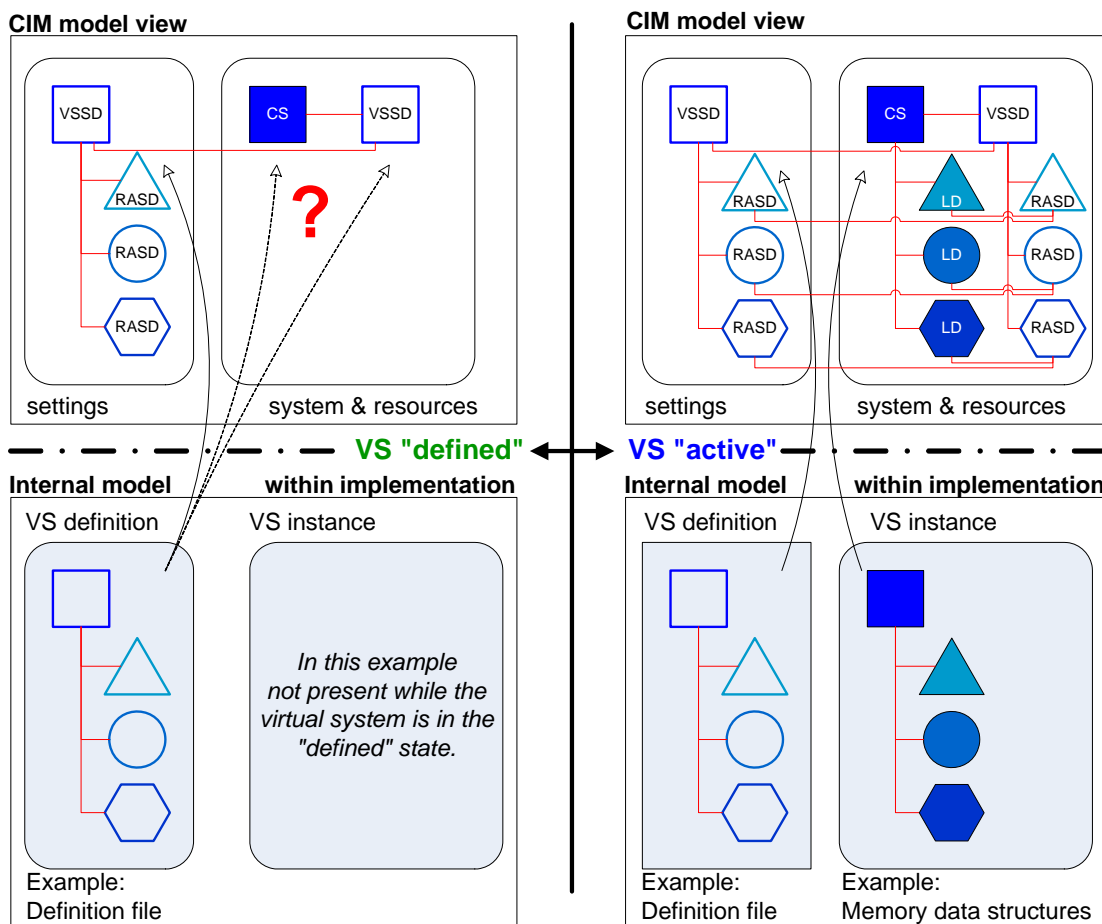 CIM model view
VSSD
CS
VSSD
RASD
?
RASD
RASD
settings
system & resources
CIM model view
VSSD
CS
VSSD
RASD
LD
RASD
RASD
LD
RASD
RASD
LD
RASD
settings
system & resources
VS "defined"
VS "active"
Internal model
within implementation
VS definition
VS instance
In this example
not present while the
virtual system is in the
"defined" state.
Example:
Definition file
Internal model
within implementation
VS definition
VS instance
Example:
Definition file
Example:
Memory data structures